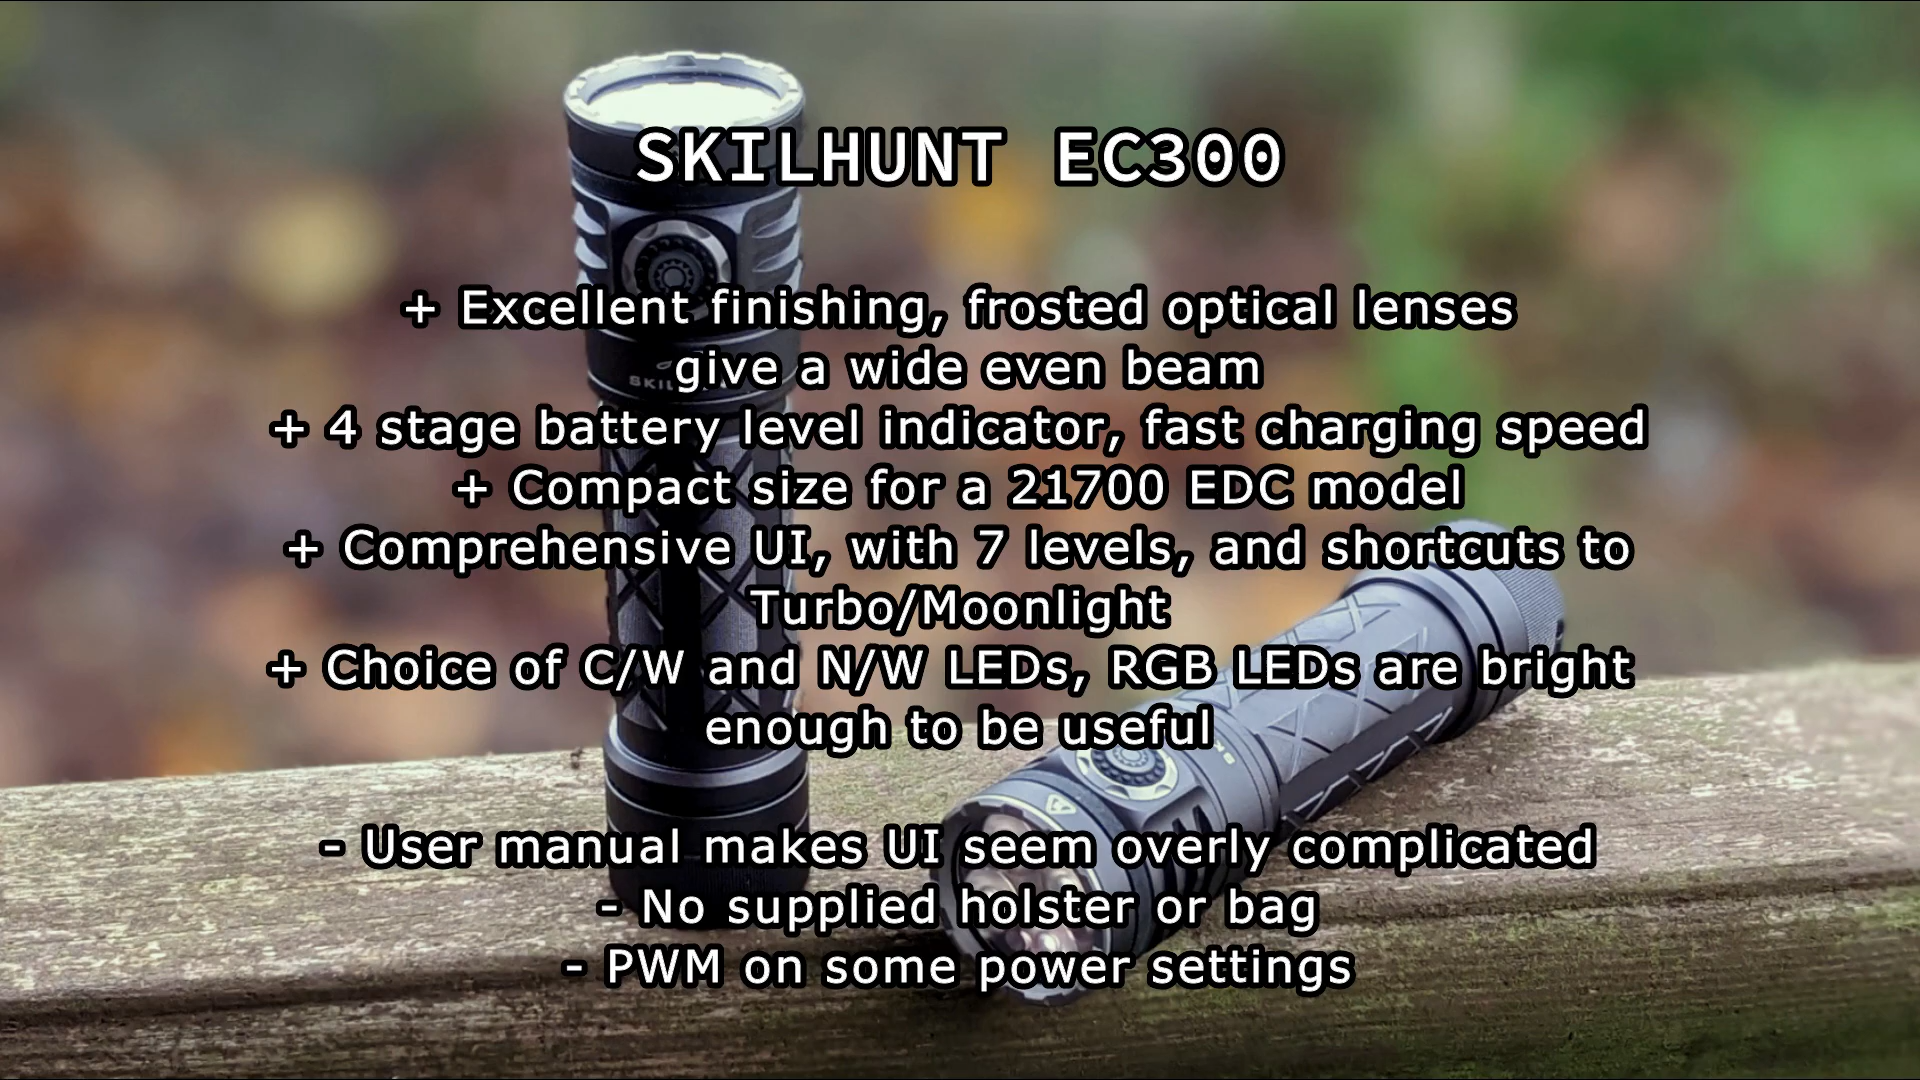 SKILHUNT EC300
+ Excellent finishing, frosted optical lenses
give a wide even beam
+ 4 stage battery level indicator, fast charging speed
+ Compact size for a 21700 EDC model
+ Comprehensive UI, with 7 levels, and shortcuts to
Turbo/Moonlight
+ Choice of C/W and N/W LEDs, RGB LEDs are bright
enough to be useful
- User manual makes UI seem overly complicated
- No supplied holster or bag
- PWM on some power settings